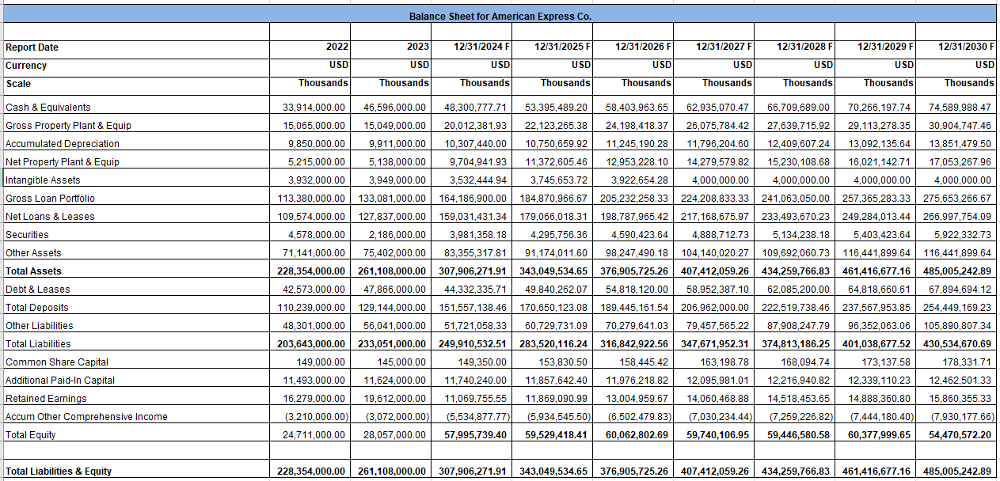 Balance Sheet for American Express Co.
Report Date 2022 2023 12/31/2024 F 12/31/2025 F 12/31/2026 F 12/31/2027 F 12/31/2028 F 12/31/2029 F 12/31/2030 F
Currency USD USD USD USD USD USD USD USD USD
Scale Thousands Thousands Thousands Thousands Thousands Thousands Thousands Thousands Thousands
Cash & Equivalents 33,914,000.00 46,596,000.00 48,300,777.71 53,395,489.20 58,403,963.65 62,935,070.47 66,709,689.00 70,266,197.74 74,589,988.47
Gross Property Plant & Equip 15,065,000.00 15,049,000.00 20,012,381.93 22,123,265.38 24,198,418.37 26,075,784.42 27,639,715.92 29,113,278.35 30,904,747.46
Accumulated Depreciation 9,850,000.00 9,911,000.00 10,307,440.00 10,750,659.92 11,245,190.28 11,796,204.60 12,409,607.24 13,092,135.64 13,851,479.50
Net Property Plant & Equip 5,215,000.00 5,138,000.00 9,704,941.93 11,372,605.46 12,953,228.10 14,279,579.82 15,230,108.68 16,021,142.71 17,053,267.96
Intangible Assets 3,932,000.00 3,949,000.00 3,532,444.94 3,745,653.72 3,922,654.28 4,000,000.00 4,000,000.00 4,000,000.00 4,000,000.00
Gross Loan Portfolio 113,380,000.00 133,081,000.00 164,186,900.00 184,870,966.67 205,232,258.33 224,208,833.33 241,063,050.00 257,365,283.33 275,653,266.67
Net Loans & Leases 109,574,000.00 127,837,000.00 159,031,431.34 179,066,018.31 198,787,965.42 217,168,675.97 233,493,670.23 249,284,013.44 266,997,754.09
Securities 4,578,000.00 2,186,000.00 3,981,358.18 4,295,756.36 4,590,423.64 4,888,712.73 5,134,238.18 5,403,423.64 5,922,332.73
Other Assets 71,141,000.00 75,402,000.00 83,355,317.81 91,174,011.60 98,247,490.18 104,140,020.27 109,692,060.73 116,441,899.64 116,441,899.64
Total Assets 228,354,000.00 261,108,000.00 307,906,271.91 343,049,534.65 376,905,725.26 407,412,059.26 434,259,766.83 461,416,677.16 485,005,242.89
Debt & Leases 42,573,000.00 47,866,000.00 44,332,335.71 49,840,262.07 54,818,120.00 58,952,387.10 62,085,200.00 64,818,660.61 67,894,694.12
Total Deposits 110,239,000.00 129,144,000.00 151,557,138.46 170,650,123.08 189,445,161.54 206,962,000.00 222,519,738.46 237,567,953.85 254,449,169.23
Other Liabilities 48,301,000.00 56,041,000.00 51,721,058.33 60,729,731.09 70,279,641.03 79,457,565.22 87,908,247.79 96,352,063.06 105,890,807.34
Total Liabilities 203,643,000.00 233,051,000.00 249,910,532.51 283,520,116.24 316,842,922.56 347,671,952.31 374,813,186.25 401,038,677.52 430,534,670.69
Common Share Capital 149,000.00 145,000.00 149,350.00 153,830.50 158,445.42 163,198.78 168,094.74 173,137.58 178,331.71
Additional Paid-In Capital 11,493,000.00 11,624,000.00 11,740,240.00 11,857,642.40 11,976,218.82 12,095,981.01 12,216,940.82 12,339,110.23 12,462,501.33
Retained Earnings 16,279,000.00 19,612,000.00 11,069,755.55 11,869,090.99 13,004,959.67 14,060,468.88 14,518,453.65 14,888,360.80 15,860,355.33
Accum Other Comprehensive Income (3,210,000.00) (3,072,000.00) (5,534,877.77) (5,934,545.50) (6,502,479.83) (7,030,234.44) (7,259,226.82) (7,444,180.40) (7,930,177.66)
Total Equity 24,711,000.00 28,057,000.00 57,995,739.40 59,529,418.41 60,062,802.69 59,740,106.95 59,446,580.58 60,377,999.65 54,470,572.20
Total Liabilities & Equity 228,354,000.00 261,108,000.00 307,906,271.91 343,049,534.65 376,905,725.26 407,412,059.26 434,259,766.83 461,416,677.16 485,005,242.89